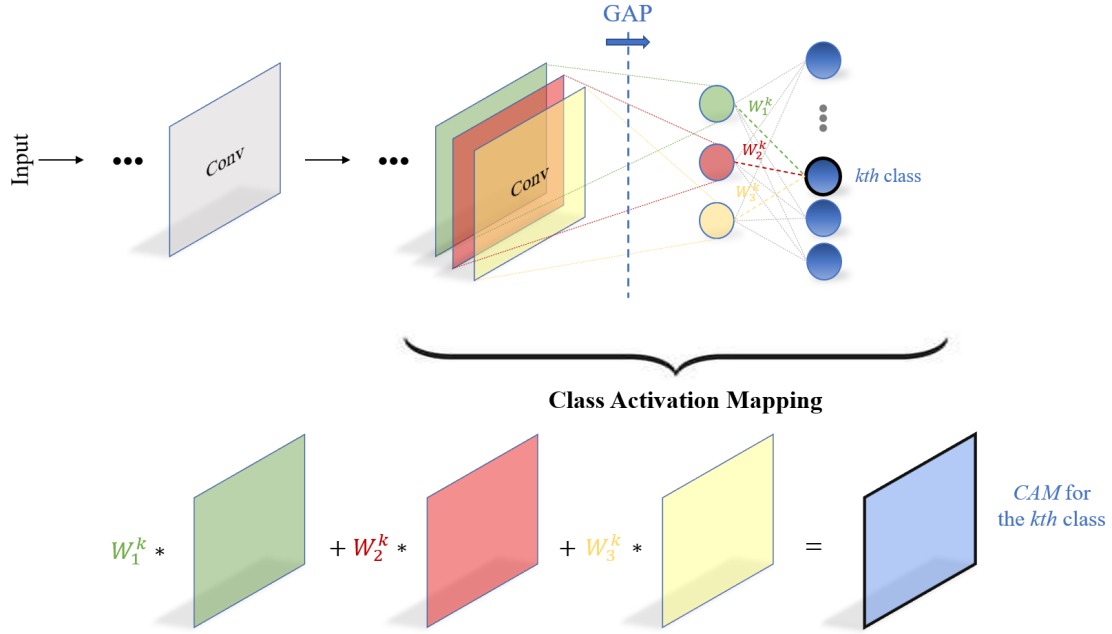 GAP
Input
Conv
Conv
W₁ᵏ
W₂ᵏ
W₃ᵏ
kth class
Class Activation Mapping
W₁ᵏ * + W₂ᵏ * + W₃ᵏ * =
CAM for
the kth class